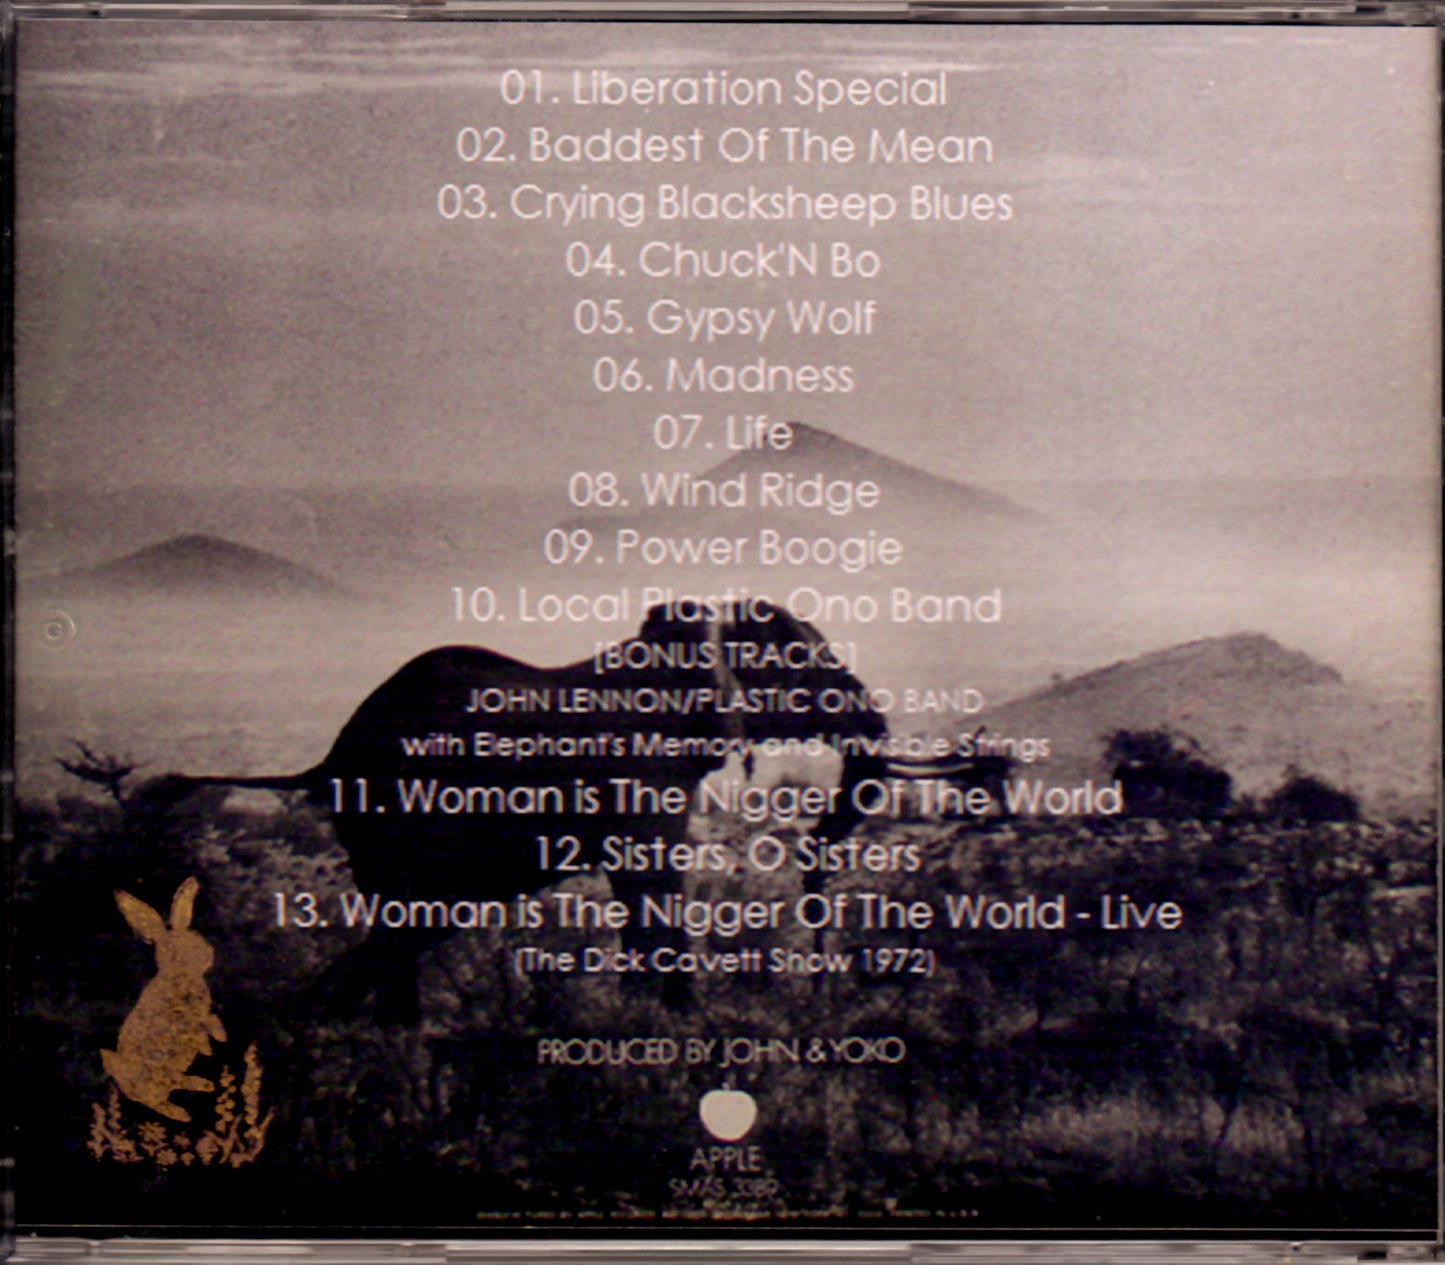 01. Liberation Special
02. Baddest Of The Mean
03. Crying Blacksheep Blues
04. Chuck'N Bo
05. Gypsy Wolf
06. Madness
07. Life
08. Wind Ridge
09. Power Boogie
10. Local Plastic Ono Band
[BONUS TRACKS]
JOHN LENNON/PLASTIC ONO BAND
with Elephant's Memory and Invisible Strings
11. Woman is The Nigger Of The World
12. Sisters, O Sisters
13. Woman is The Nigger Of The World - Live
(The Dick Cavett Show 1972)
PRODUCED BY JOHN & YOKO
APPLE
SMAS 3389